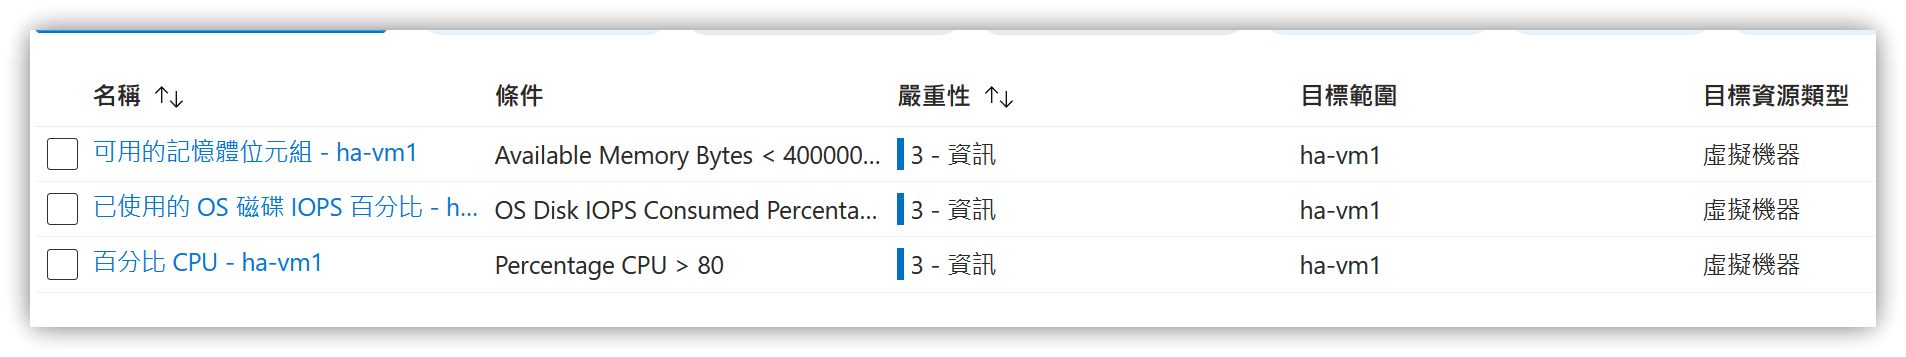 名稱 ↑↓ 條件 嚴重性 ↑↓ 目標範圍 目標資源類型
可用的記憶體位元組 - ha-vm1 Available Memory Bytes < 400000... 3 - 資訊 ha-vm1 虛擬機器
已使用的 OS 磁碟 IOPS 百分比 - h... OS Disk IOPS Consumed Percenta... 3 - 資訊 ha-vm1 虛擬機器
百分比 CPU - ha-vm1 Percentage CPU > 80 3 - 資訊 ha-vm1 虛擬機器